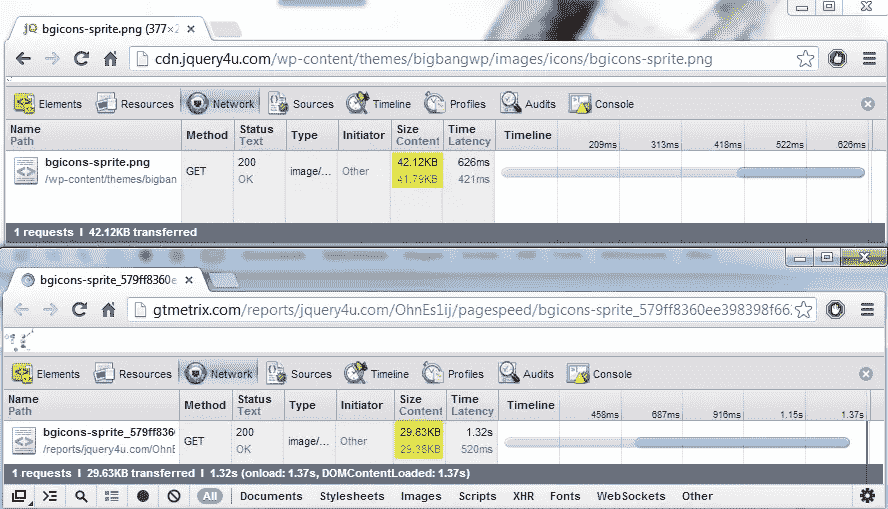 bgicons-sprite.png (377×2
cdn.jquery4u.com/wp-content/themes/bigbangwp/images/icons/bgicons-sprite.png
Elements Resources Network Sources Timeline Profiles Audits Console
Name Method Status Type Initiator Size Time Timeline
Path Text Content Latency
209ms 313ms 418ms 522ms 626ms
bgicons-sprite.png GET 200 image/... Other 42.12KB 626ms
/wp-content/themes/bigban OK 41.79KB 421ms
1 requests I 42.12KB transferred
bgicons-sprite_579ff8360e
gtmetrix.com/reports/jquery4u.com/OhnEs1ij/pagespeed/bgicons-sprite_579ff8360ee398398f66
Elements Resources Network Sources Timeline Profiles Audits Console
Name Method Status Type Initiator Size Time Timeline
Path Text Content Latency
458ms 687ms 916ms 1.15s 1.37s
bgicons-sprite_579ff836 GET 200 image/... Other 29.63KB 1.32s
/reports/jquery4u.com/OhnE OK 520ms
1 requests I 29.63KB transferred I 1.32s (onload: 1.37s, DOMContentLoaded: 1.37s)
All Documents Stylesheets Images Scripts XHR Fonts WebSockets Other